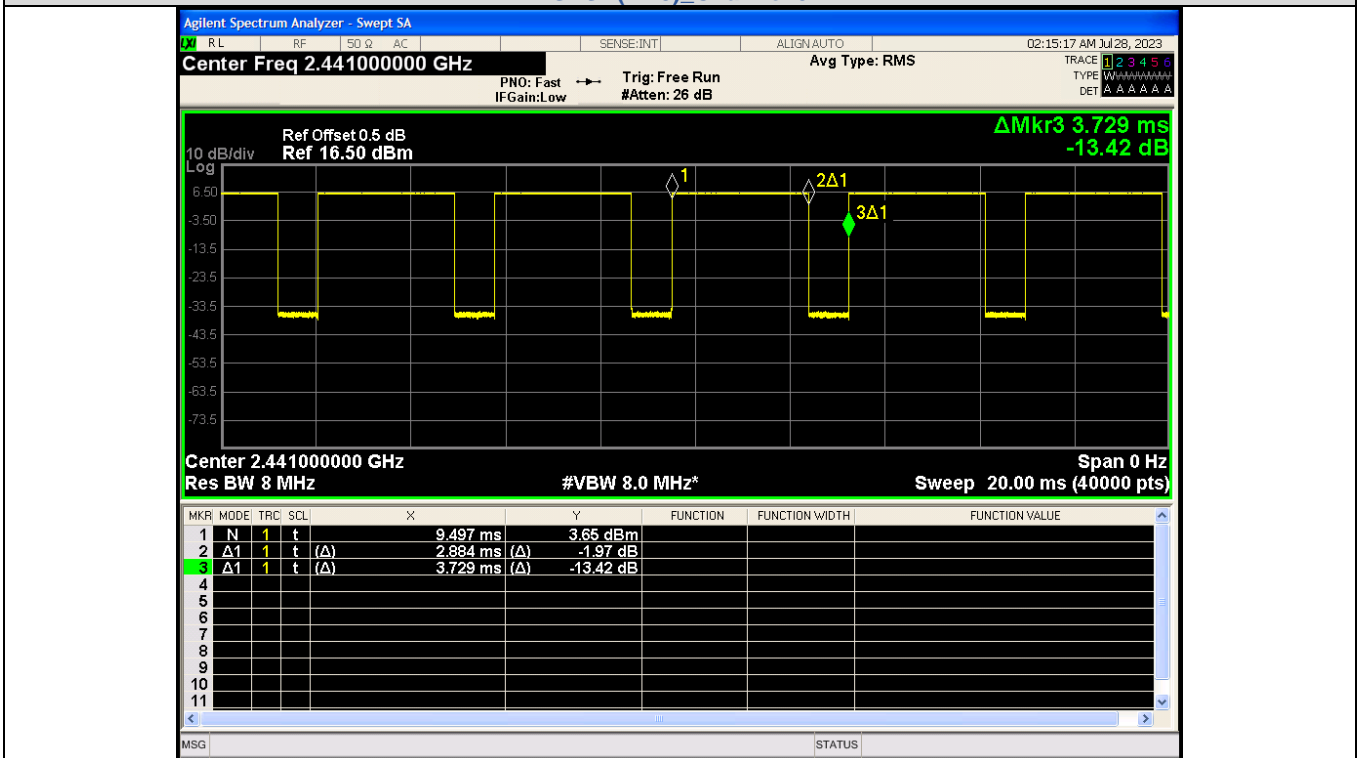 Agilent Spectrum Analyzer - Swept SA
LXI RL RF 50 Ω AC SENSE:INT ALIGN AUTO 02:15:17 AM Jul 28, 2023
Center Freq 2.441000000 GHz Avg Type: RMS TRACE 1 2 3 4 5 6
PNO: Fast Trig: Free Run TYPE
IFGain:Low #Atten: 26 dB DET A A A A A A
ΔMkr3 3.729 ms
Ref Offset 0.5 dB
10 dB/div Ref 16.50 dBm -13.42 dB
Log
1
2Δ1
6.50
3Δ1
-3.50
-13.5
-23.5
-33.5
-43.5
-53.5
-63.5
-73.5
Center 2.441000000 GHz Span 0 Hz
Res BW 8 MHz #VBW 8.0 MHz* Sweep 20.00 ms (40000 pts)
MKR MODE TRC SCL X Y FUNCTION FUNCTION WIDTH FUNCTION VALUE
1 N 1 t 9.497 ms 3.65 dBm
2 Δ1 1 t (Δ) 2.884 ms (Δ) -1.97 dB
3 Δ1 1 t (Δ) 3.729 ms (Δ) -13.42 dB
4
5
6
7
8
9
10
11
MSG STATUS